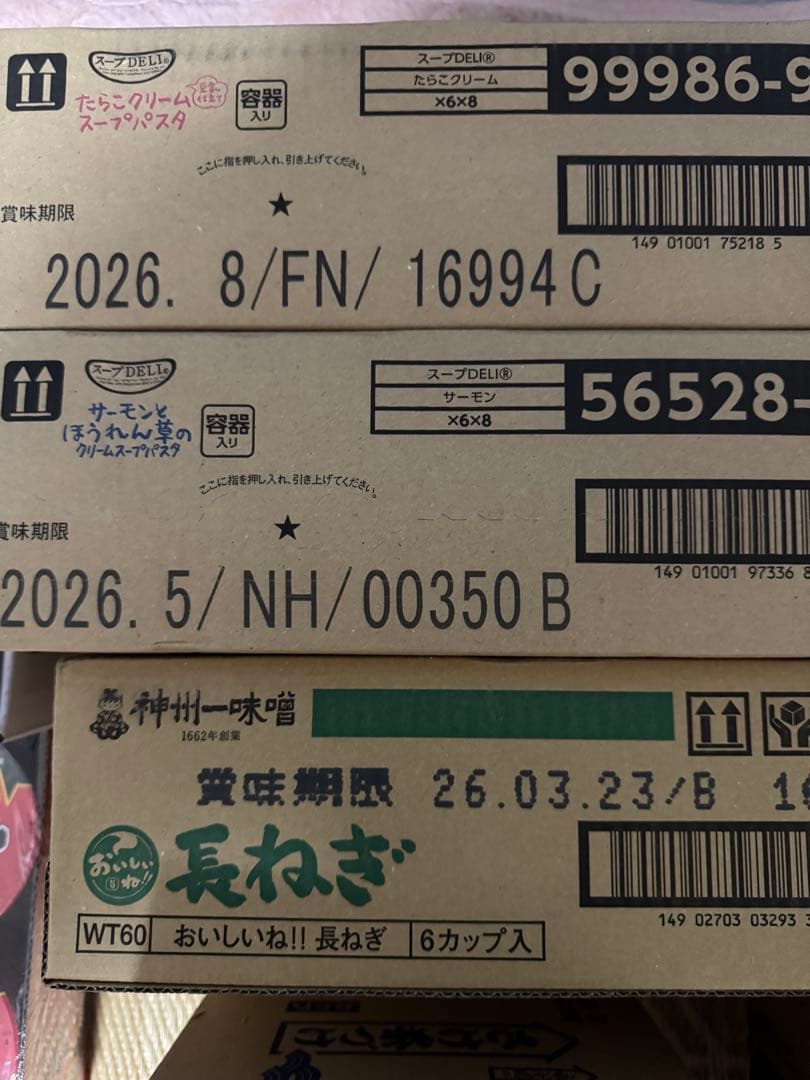 スープDELI®
たらこクリーム
スープパスタ
豆乳仕立て
容器
入り
スープDELI®
たらこクリーム
×6×8
99986-9
ここに指を押し入れ、引き上げてください。
★
賞味期限
149 01001 75218 5
2026. 8/FN/ 16994 C
スープDELI®
サーモンと
ほうれん草の
クリームスープパスタ
容器
入り
スープDELI®
サーモン
×6×8
56528-
ここに指を押し入れ、引き上げてください。
★
賞味期限
149 01001 97336 8
2026. 5/ NH/00350 B
神州一味噌
1662年創業
賞味期限 26.03.23/B 16
おいしいね!!
長ねぎ
149 02703 03293 3
WT60 おいしいね!! 長ねぎ 6カップ入